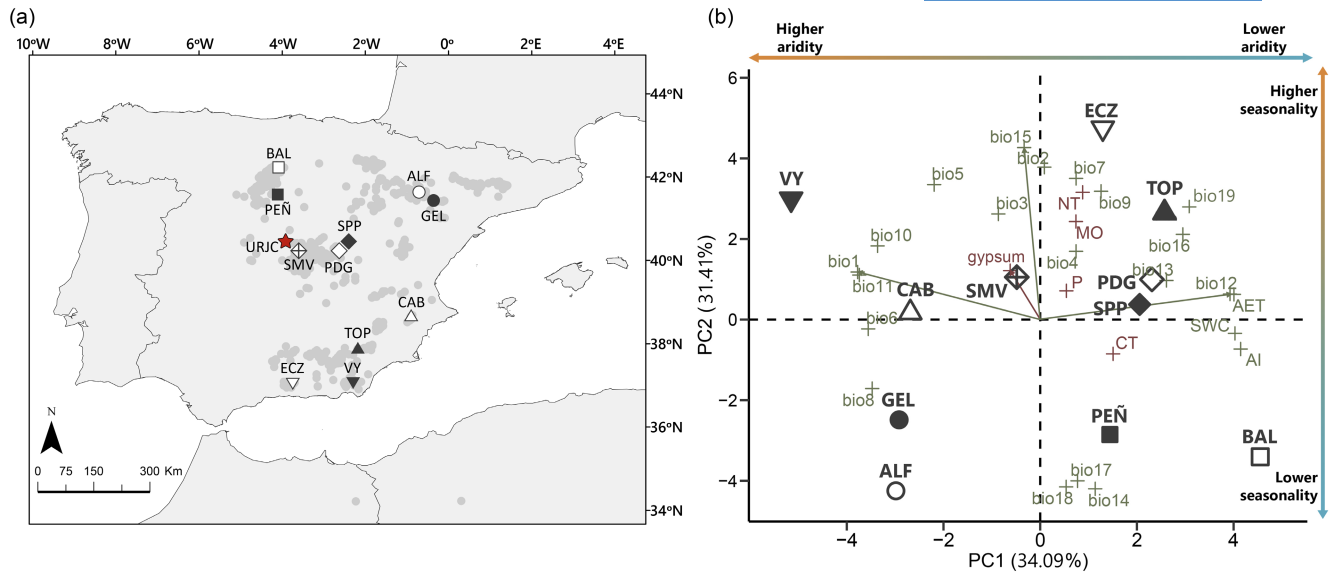 (a)
10°W 8°W 6°W 4°W 2°W 0° 2°E 4°E
44°N
42°N
40°N
38°N
36°N
34°N
BAL
PEÑ
ALF
GEL
URJC
SMV
SPP
PDG
CAB
TOP
ECZ
VY
N
0 75 150 300 Km
(b)
Higher
aridity
Lower
aridity
Higher
seasonality
Lower
seasonality
PC2 (31.41%)
6
4
2
0
−2
−4
ECZ
bio15
bio2
bio7
bio5
VY
TOP
bio19
NT
bio9
bio3
MO
bio16
bio10
bio4
gypsum
bio1
bio13
bio11
SMV
P
PDG
bio12
CAB
SPP
AET
bio6
SWC
CT
AI
bio8
GEL
PEÑ
BAL
ALF
bio17
bio18
bio14
−4 −2 0 2 4
PC1 (34.09%)